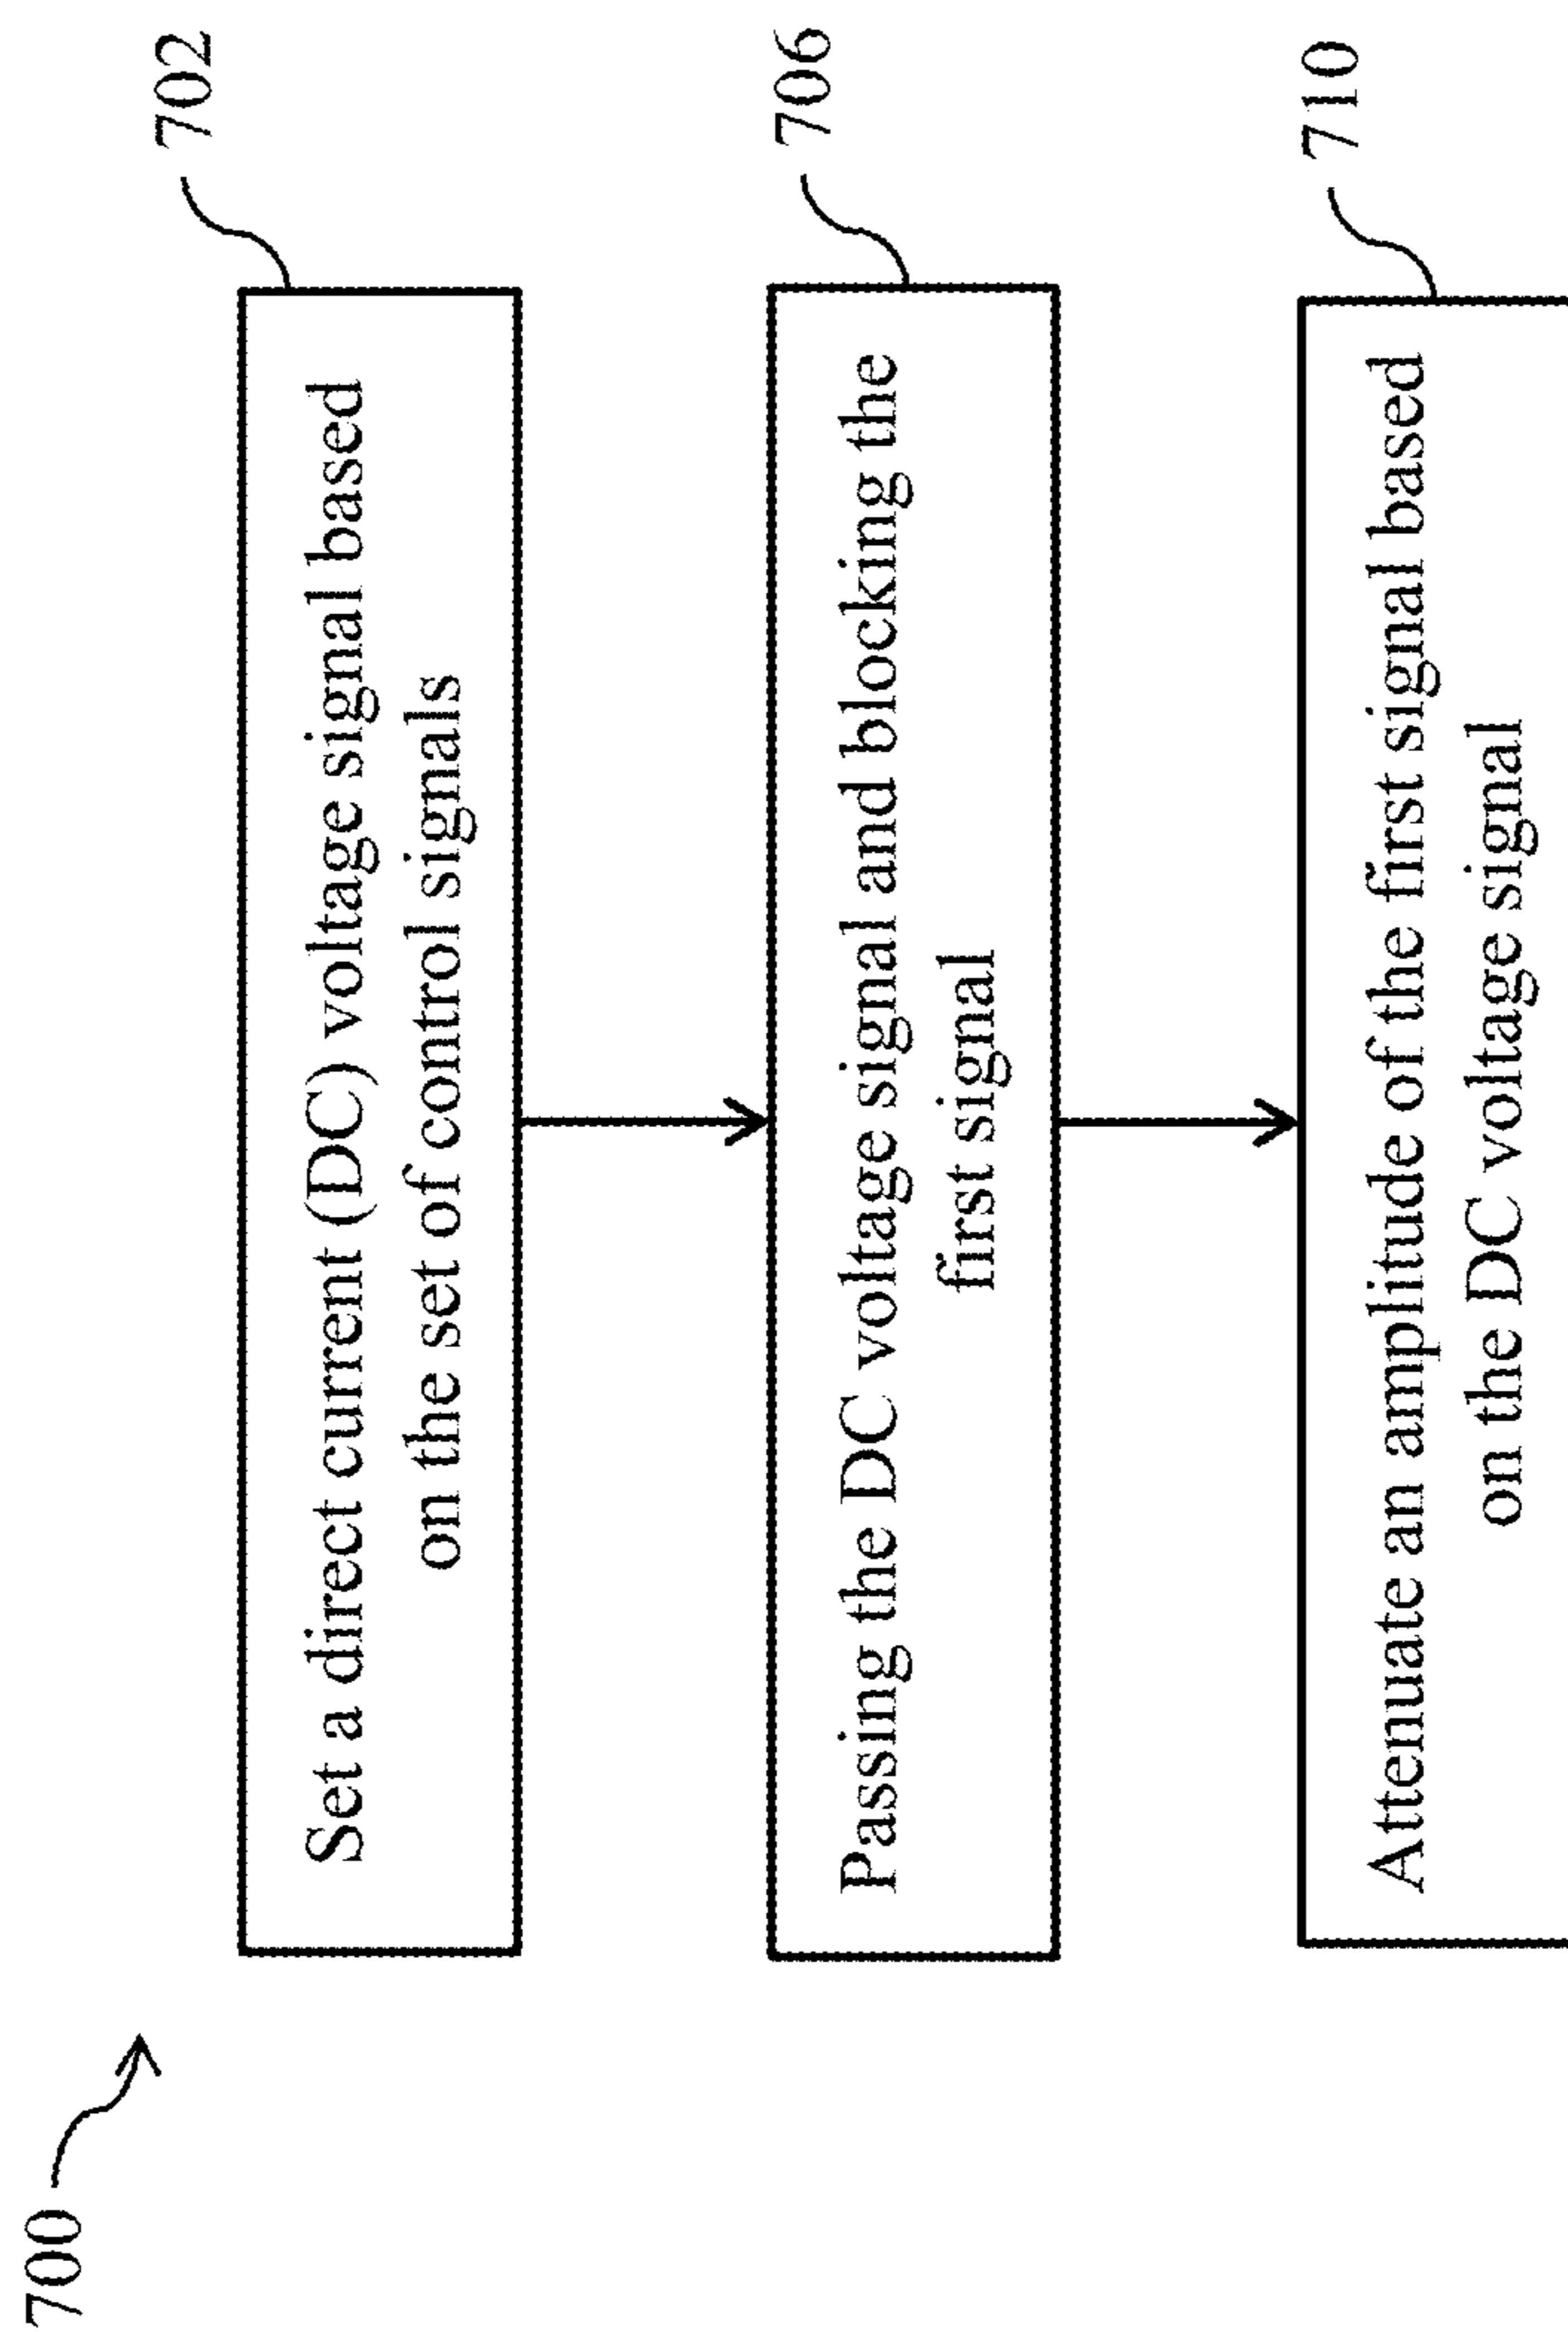 700
702
Set a direct current (DC) voltage signal based
on the set of control signals
706
Passing the DC voltage signal and blocking the
first signal
710
Attenuate an amplitude of the first signal based
on the DC voltage signal